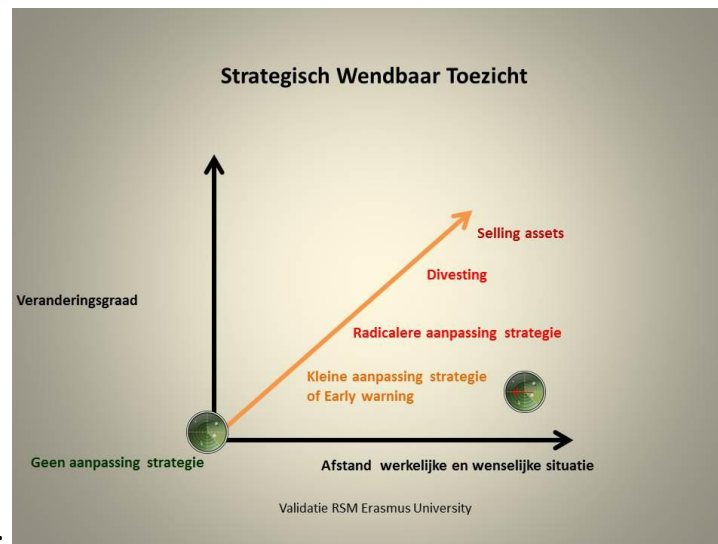 Strategisch Wendbaar Toezicht
Selling assets
Divesting
Veranderingsgraad
Radicalere aanpassing strategie
Kleine aanpassing strategie
of Early warning
Geen aanpassing strategie
Afstand werkelijke en wenselijke situatie
Validatie RSM Erasmus University